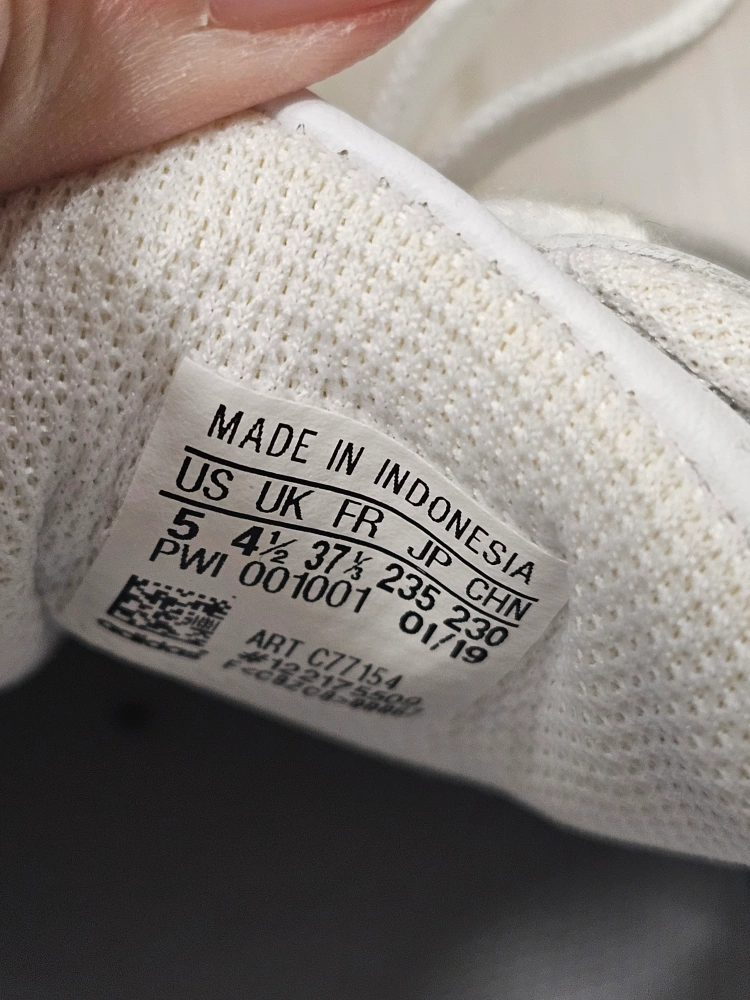 MADE IN INDONESIA
US UK FR JP CHN
5 4½ 37⅓ 235 230
PWI 001001 01/19
ART C77154
adidas